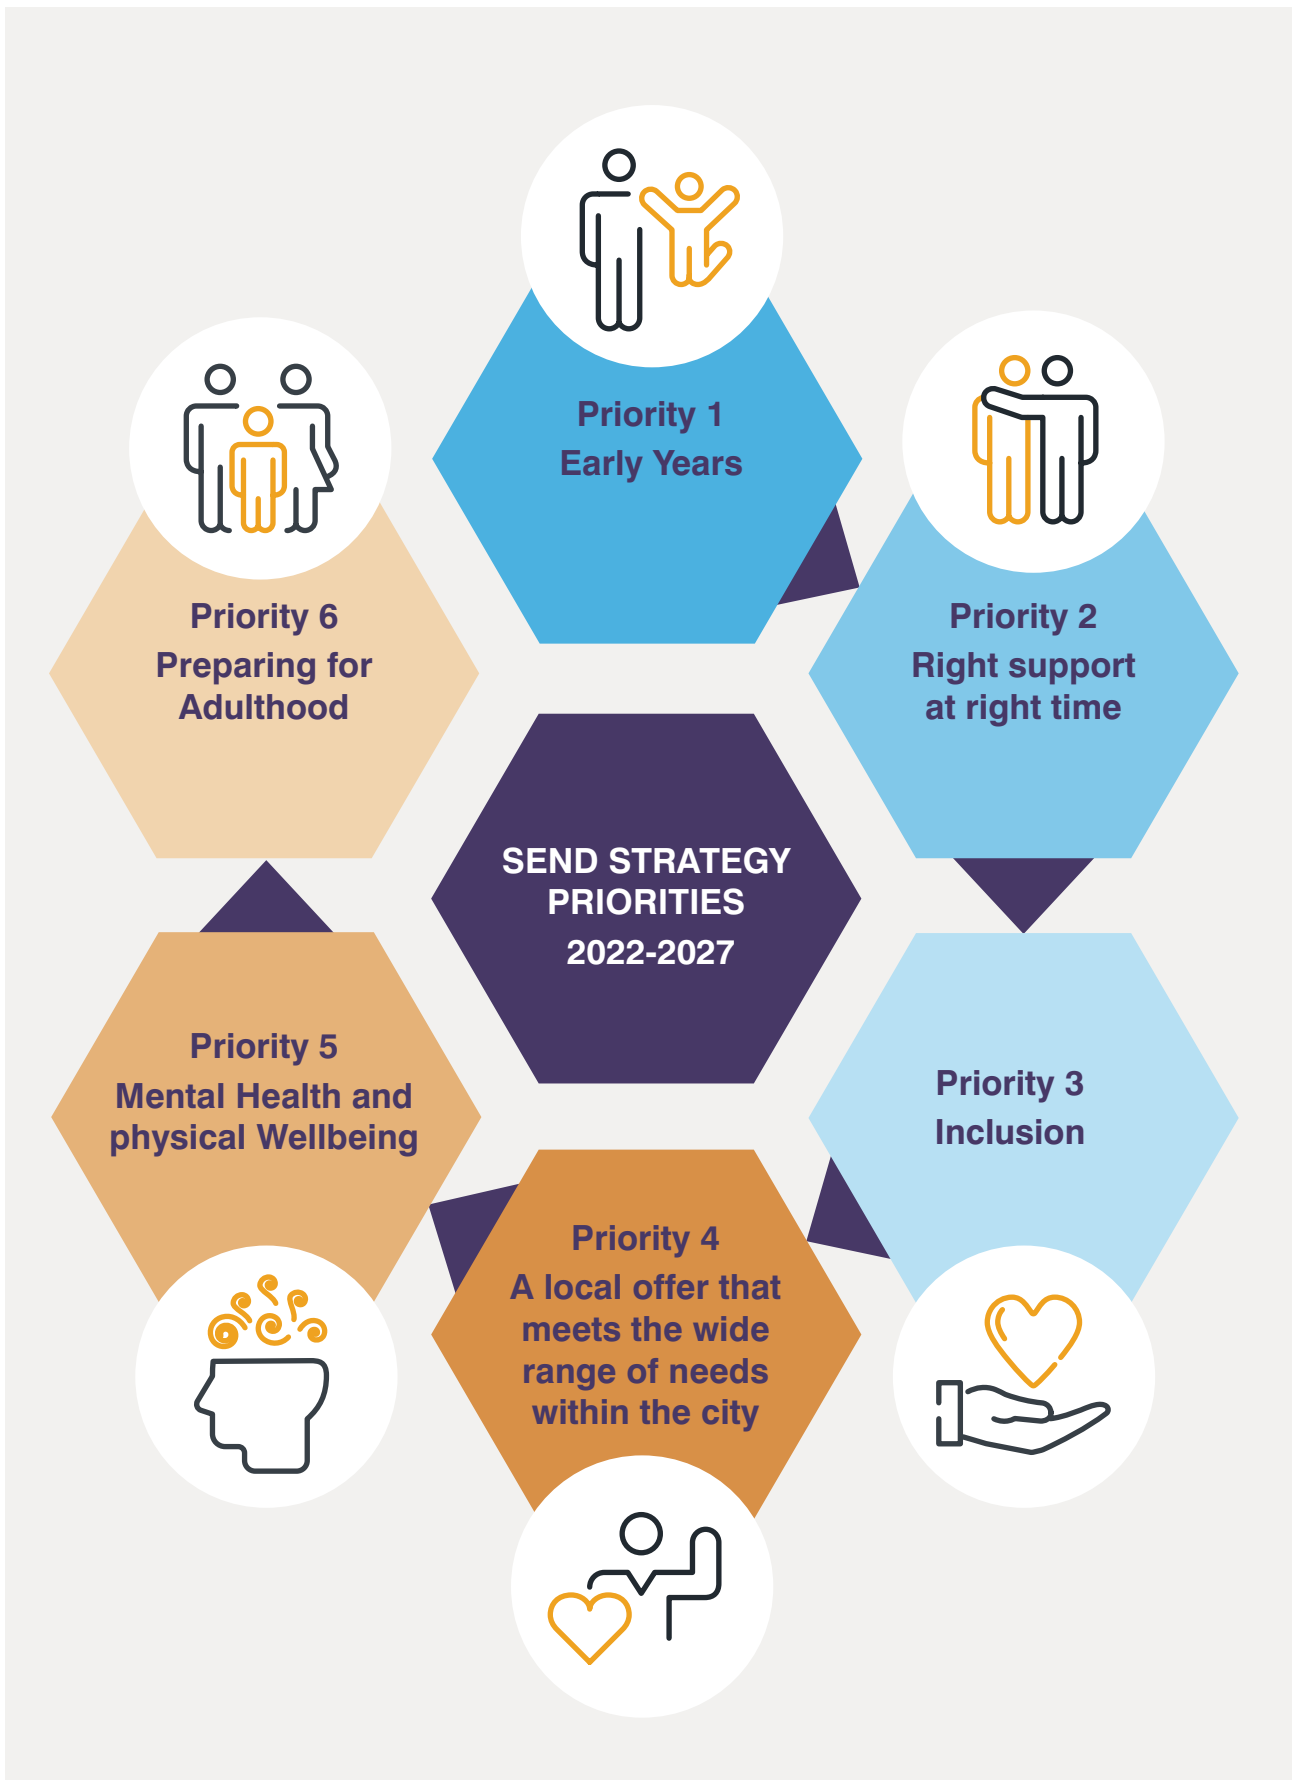 Priority 1
Early Years
Priority 2
Right support
at right time
Priority 3
Inclusion
Priority 4
A local offer that
meets the wide
range of needs
within the city
Priority 5
Mental Health and
physical Wellbeing
Priority 6
Preparing for
Adulthood
SEND STRATEGY
PRIORITIES
2022-2027